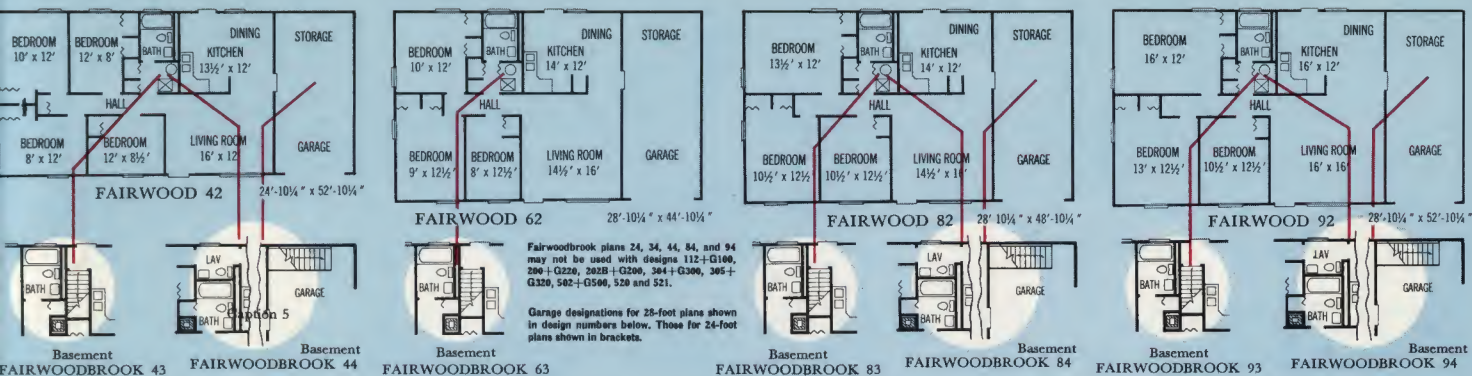 BEDROOM
10' x 12'
BEDROOM
12' x 8'
BATH
KITCHEN
13½' x 12'
DINING
STORAGE
HALL
BEDROOM
8' x 12'
BEDROOM
12' x 8½'
LIVING ROOM
16' x 12'
GARAGE
FAIRWOOD 42
24'-10¼" x 52'-10¼"
BEDROOM
10' x 12'
BATH
KITCHEN
14' x 12'
DINING
STORAGE
HALL
BEDROOM
9' x 12½'
BEDROOM
8' x 12½'
LIVING ROOM
14½' x 16'
GARAGE
FAIRWOOD 62
28'-10¼" x 44'-10¼"
BEDROOM
13½' x 12'
BATH
KITCHEN
14' x 12'
DINING
STORAGE
HALL
BEDROOM
10½' x 12½'
BEDROOM
10½' x 12½'
LIVING ROOM
14½' x 16'
GARAGE
FAIRWOOD 82
28' 10¼" x 48'-10¼"
BEDROOM
16' x 12'
BATH
KITCHEN
16' x 12'
DINING
STORAGE
HALL
BEDROOM
13' x 12½'
BEDROOM
10½' x 12½'
LIVING ROOM
16' x 16'
GARAGE
FAIRWOOD 92
28'-10¼" x 52'-10¼"
BATH
Basement
FAIRWOODBROOK 43
LAV
BATH
GARAGE
Caption 5
Basement
FAIRWOODBROOK 44
BATH
Basement
FAIRWOODBROOK 63
Fairwoodbrook plans 24, 34, 44, 84, and 94
may not be used with designs 112+G100,
200+G220, 202B+G200, 304+G300, 305+
G320, 502+G500, 520 and 521.
Garage designations for 28-foot plans shown
in design numbers below. Those for 24-foot
plans shown in brackets.
BATH
Basement
FAIRWOODBROOK 83
LAV
BATH
GARAGE
Basement
FAIRWOODBROOK 84
BATH
Basement
FAIRWOODBROOK 93
LAV
BATH
GARAGE
Basement
FAIRWOODBROOK 94